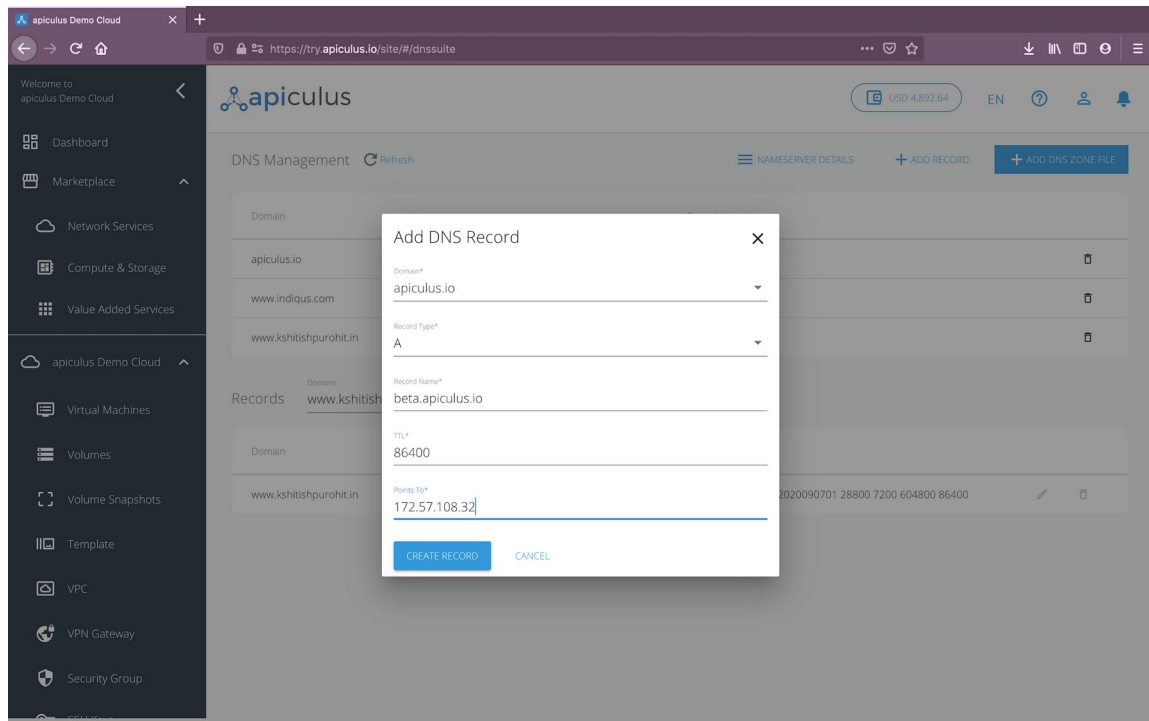 apiculus Demo Cloud
https://try.apiculus.io/site/#/dnssuite
Welcome to
apiculus Demo Cloud
Dashboard
Marketplace
Network Services
Compute & Storage
Value Added Services
apiculus Demo Cloud
Virtual Machines
Volumes
Volume Snapshots
Template
VPC
VPN Gateway
Security Group
apiculus
USD 4,892.64
EN
DNS Management
Refresh
NAMESERVER DETAILS
ADD RECORD
ADD DNS ZONE FILE
Domain
apiculus.io
www.indiqus.com
www.kshitishpurohit.in
Records
Domains
www.kshitish
Domain
www.kshitishpurohit.in
2020090701 28800 7200 604800 86400
Add DNS Record
Domain*
apiculus.io
Record Type*
A
Record Name*
beta.apiculus.io
TTL*
86400
Points To*
172.57.108.32
CREATE RECORD
CANCEL